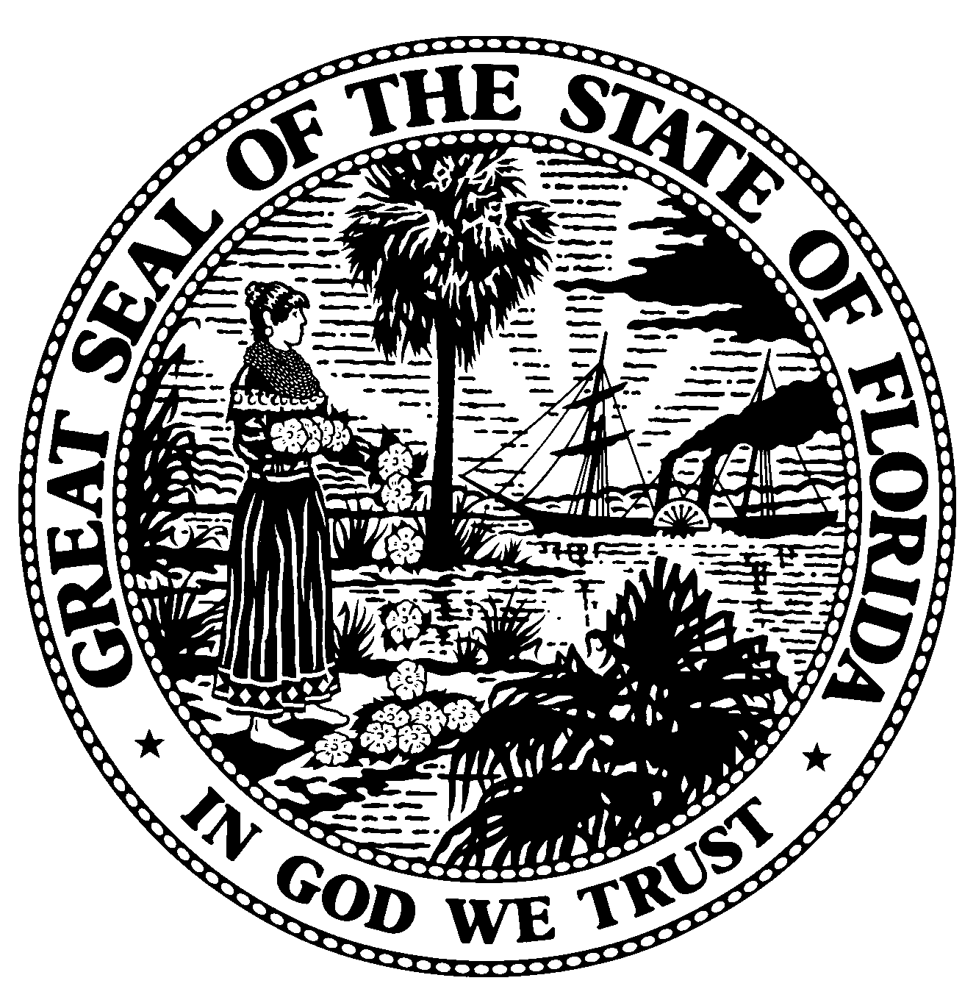 GREAT SEAL OF THE STATE OF FLORIDA
IN GOD WE TRUST